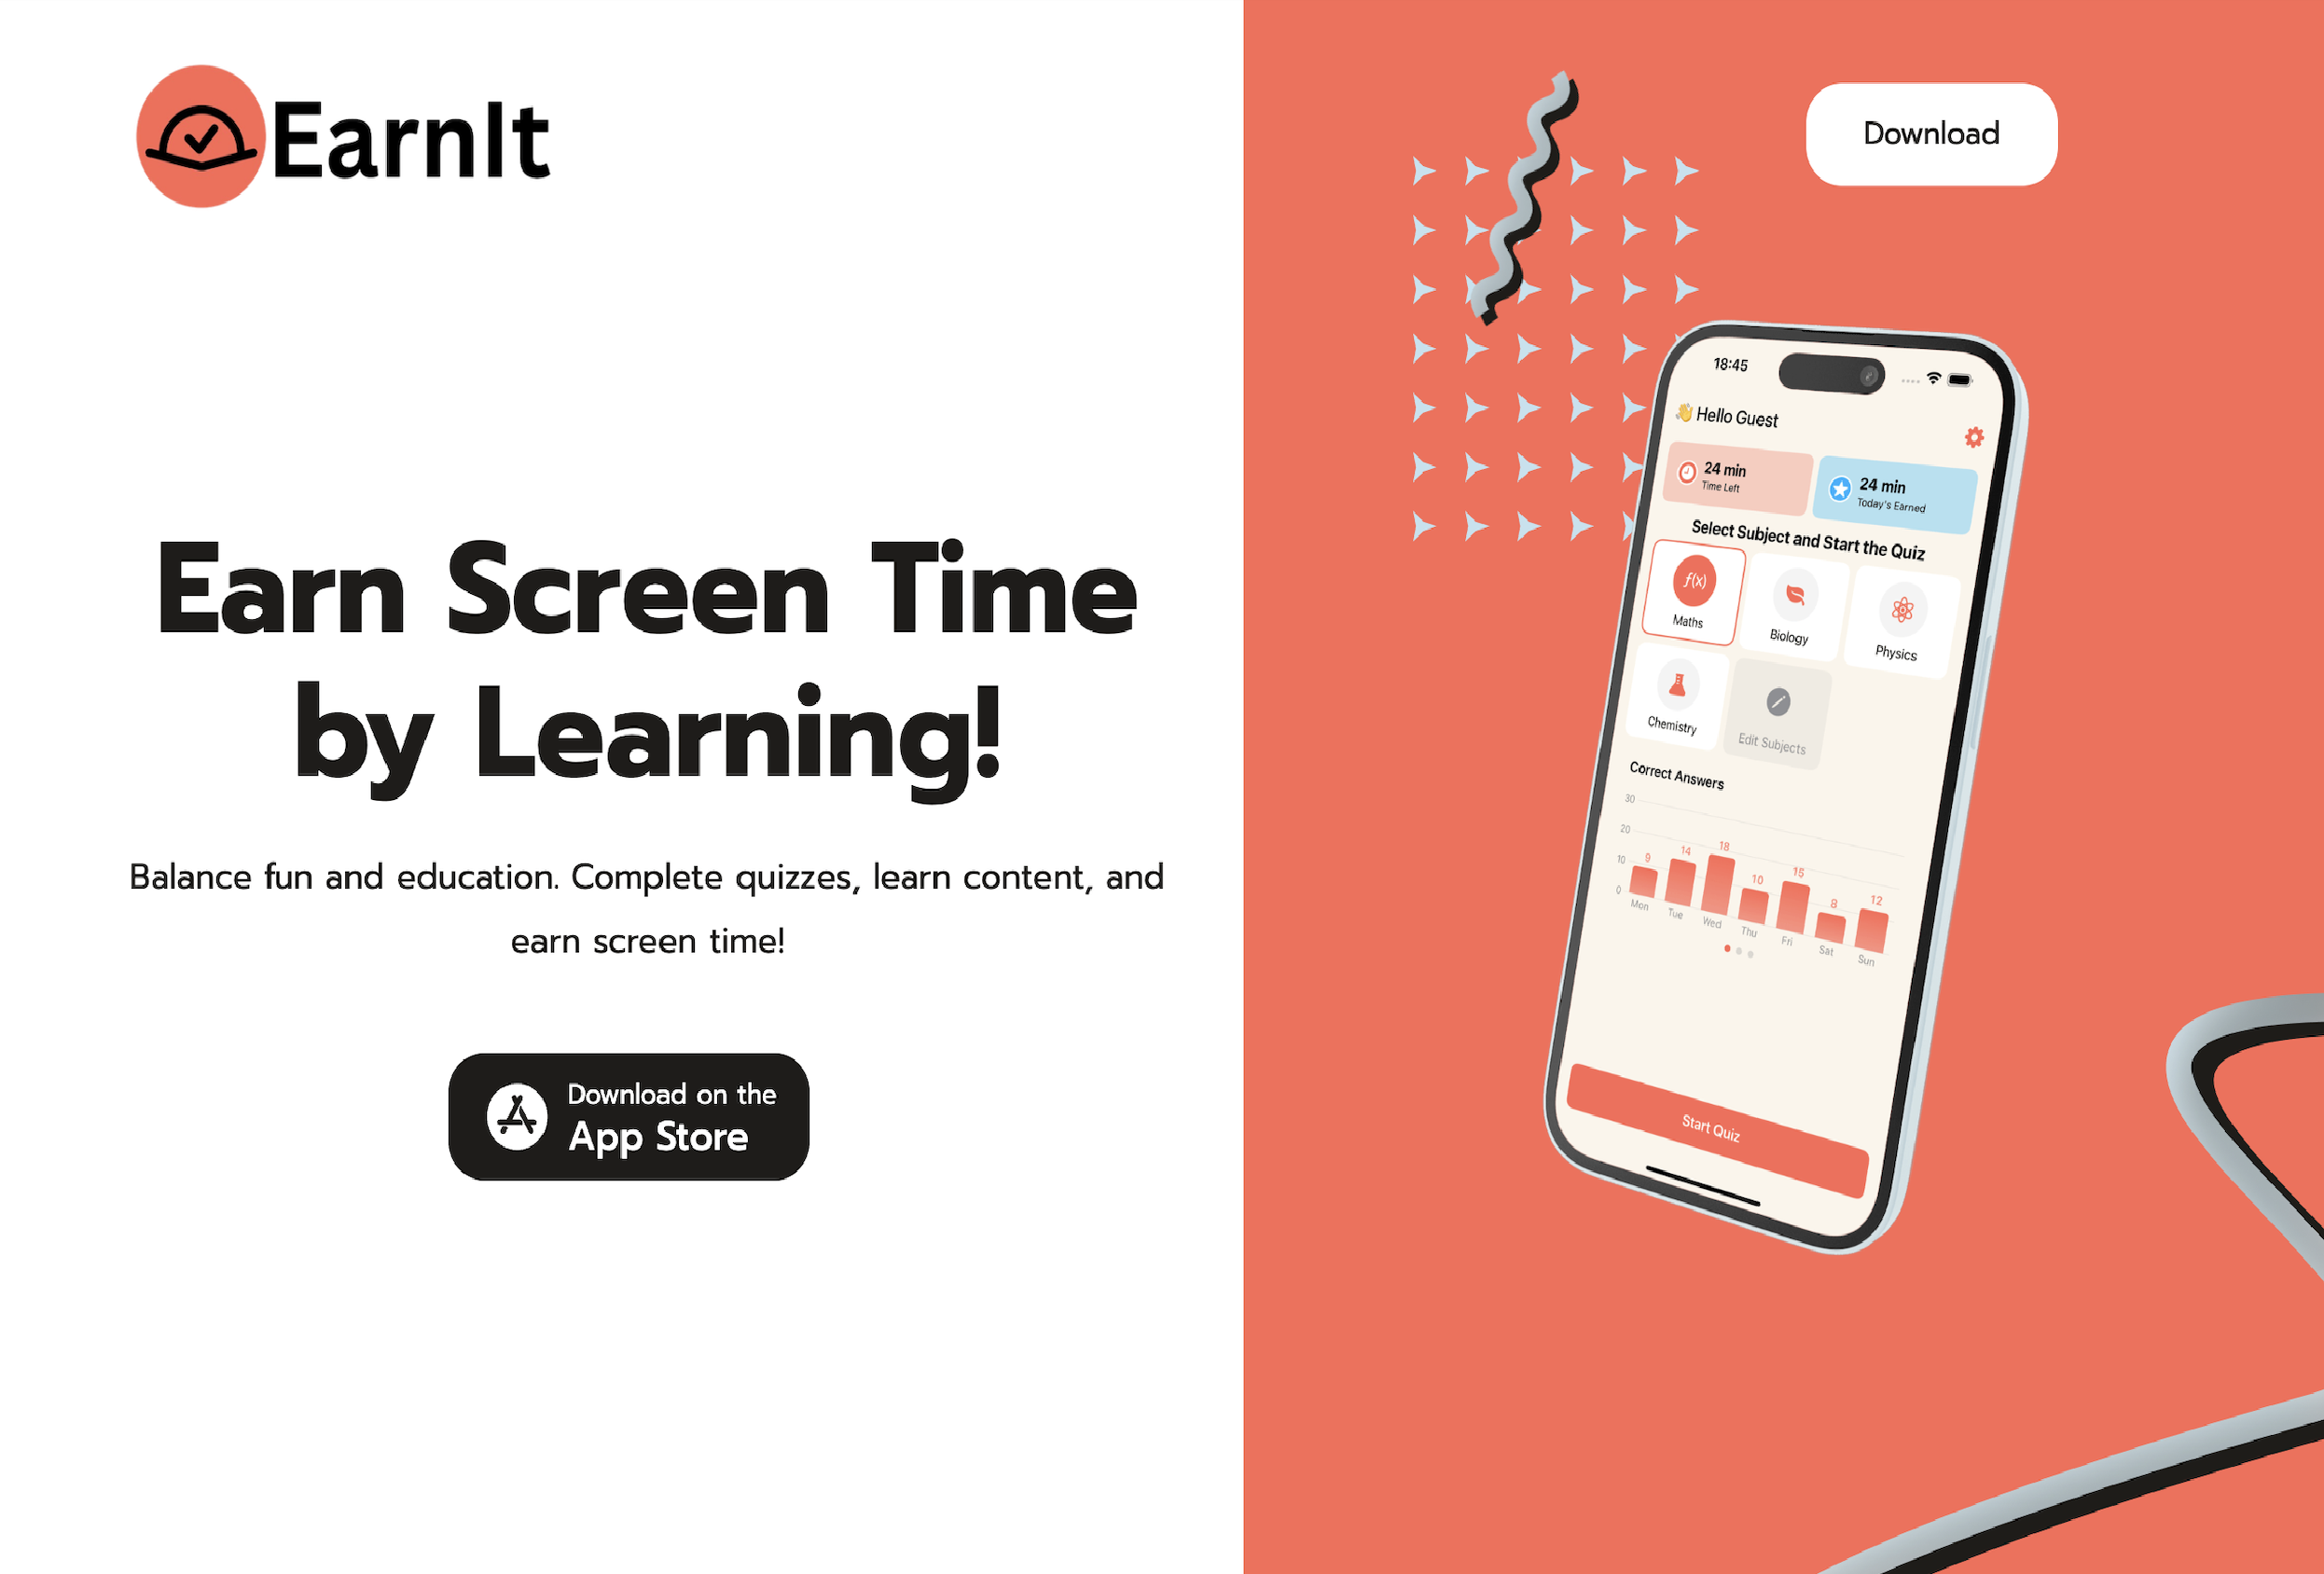 EarnIt
Download
Earn Screen Time
by Learning!
Balance fun and education. Complete quizzes, learn content, and
earn screen time!
Download on the
App Store
18:45
👋 Hello Guest
24 min
Time Left
24 min
Today's Earned
Select Subject and Start the Quiz
f(x)
Maths
Biology
Physics
Chemistry
Edit Subjects
Correct Answers
30
20
10
0
9
14
18
10
15
8
12
Mon
Tue
Wed
Thu
Fri
Sat
Sun
Start Quiz